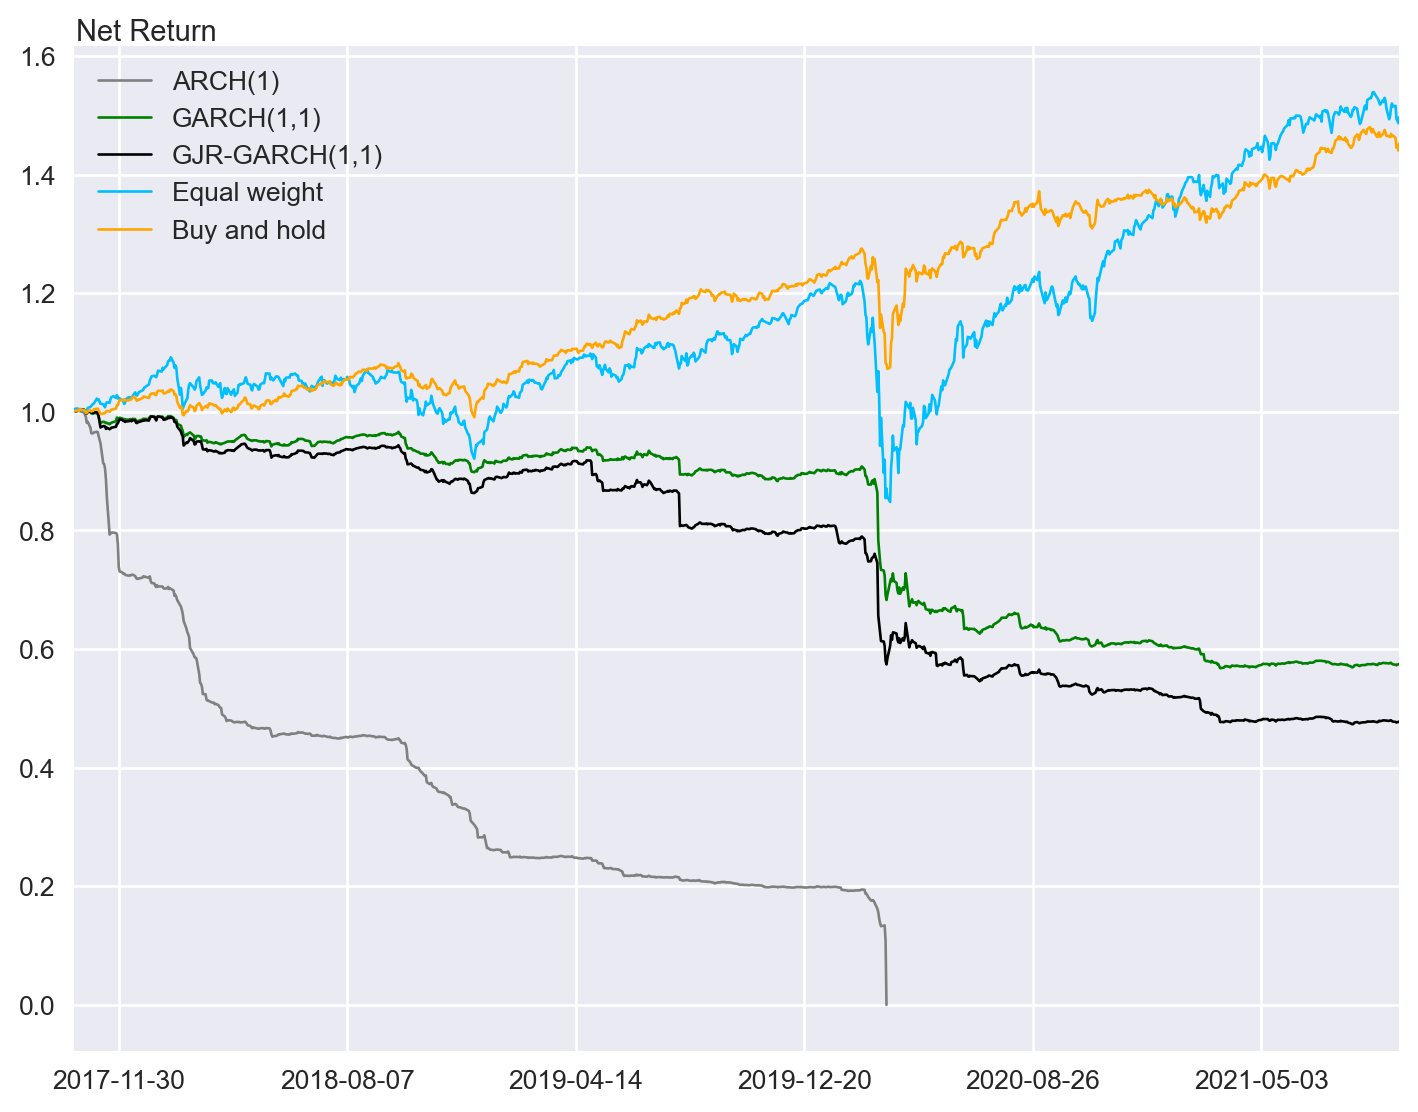 Net Return
1.6
1.4
1.2
1.0
0.8
0.6
0.4
0.2
0.0
ARCH(1)
GARCH(1,1)
GJR-GARCH(1,1)
Equal weight
Buy and hold
2017-11-30 2018-08-07 2019-04-14 2019-12-20 2020-08-26 2021-05-03